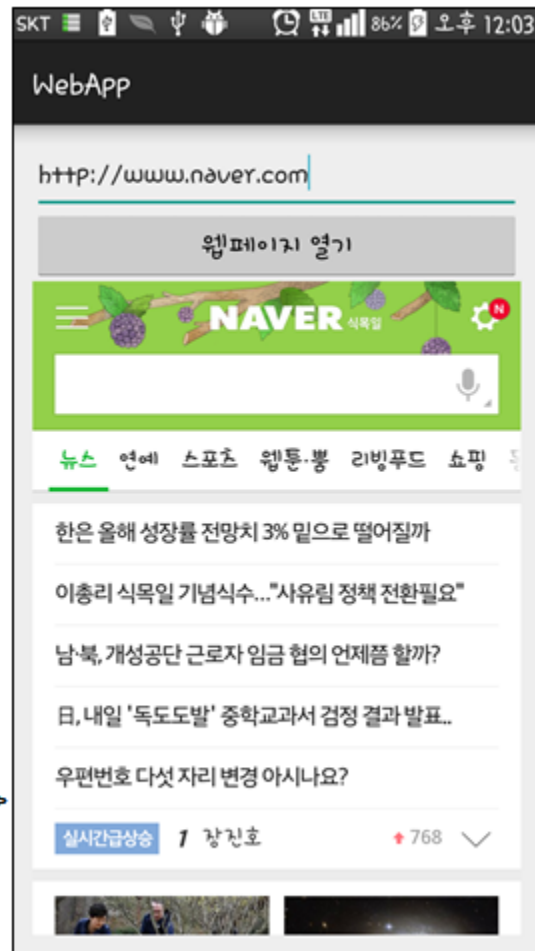 SKT 86% 오후 12:03
WebApp
http://www.naver.com
웹페이지 열기
NAVER 식목일 N
뉴스 연예 스포츠 웹툰·뿜 리빙푸드 쇼핑
한은 올해 성장률 전망치 3% 밑으로 떨어질까
이총리 식목일 기념식수..."사유림 정책 전환필요"
남·북, 개성공단 근로자 임금 협의 언제쯤 할까?
日, 내일 '독도도발' 중학교과서 검정 결과 발표..
우편번호 다섯 자리 변경 아시나요?
실시간급상승 1 장진호 768